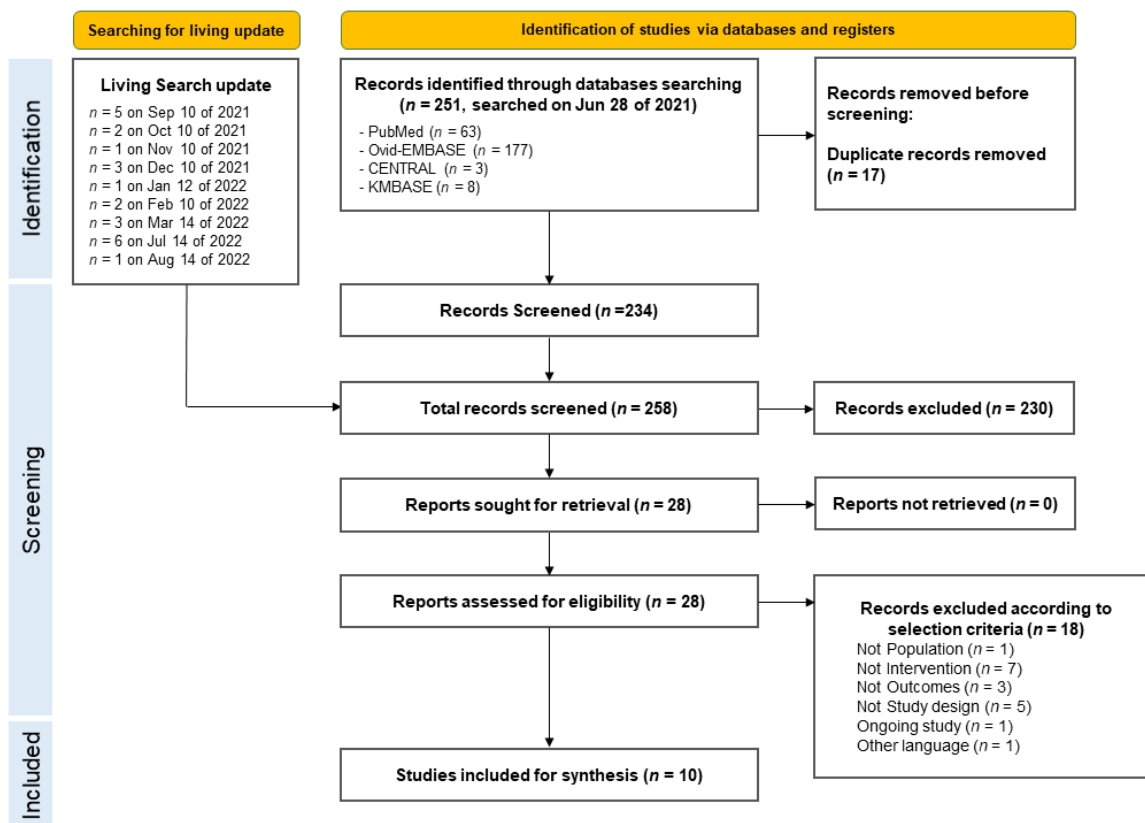 Searching for living update
Identification of studies via databases and registers
Identification
Living Search update
n = 5 on Sep 10 of 2021
n = 2 on Oct 10 of 2021
n = 1 on Nov 10 of 2021
n = 3 on Dec 10 of 2021
n = 1 on Jan 12 of 2022
n = 2 on Feb 10 of 2022
n = 3 on Mar 14 of 2022
n = 6 on Jul 14 of 2022
n = 1 on Aug 14 of 2022
Records identified through databases searching
(n = 251, searched on Jun 28 of 2021)
- PubMed (n = 63)
- Ovid-EMBASE (n = 177)
- CENTRAL (n = 3)
- KMBASE (n = 8)
Records removed before
screening:
Duplicate records removed
(n = 17)
Screening
Records Screened (n =234)
Total records screened (n = 258)
Records excluded (n = 230)
Reports sought for retrieval (n = 28)
Reports not retrieved (n = 0)
Reports assessed for eligibility (n = 28)
Records excluded according to
selection criteria (n = 18)
Not Population (n = 1)
Not Intervention (n = 7)
Not Outcomes (n = 3)
Not Study design (n = 5)
Ongoing study (n = 1)
Other language (n = 1)
Included
Studies included for synthesis (n = 10)